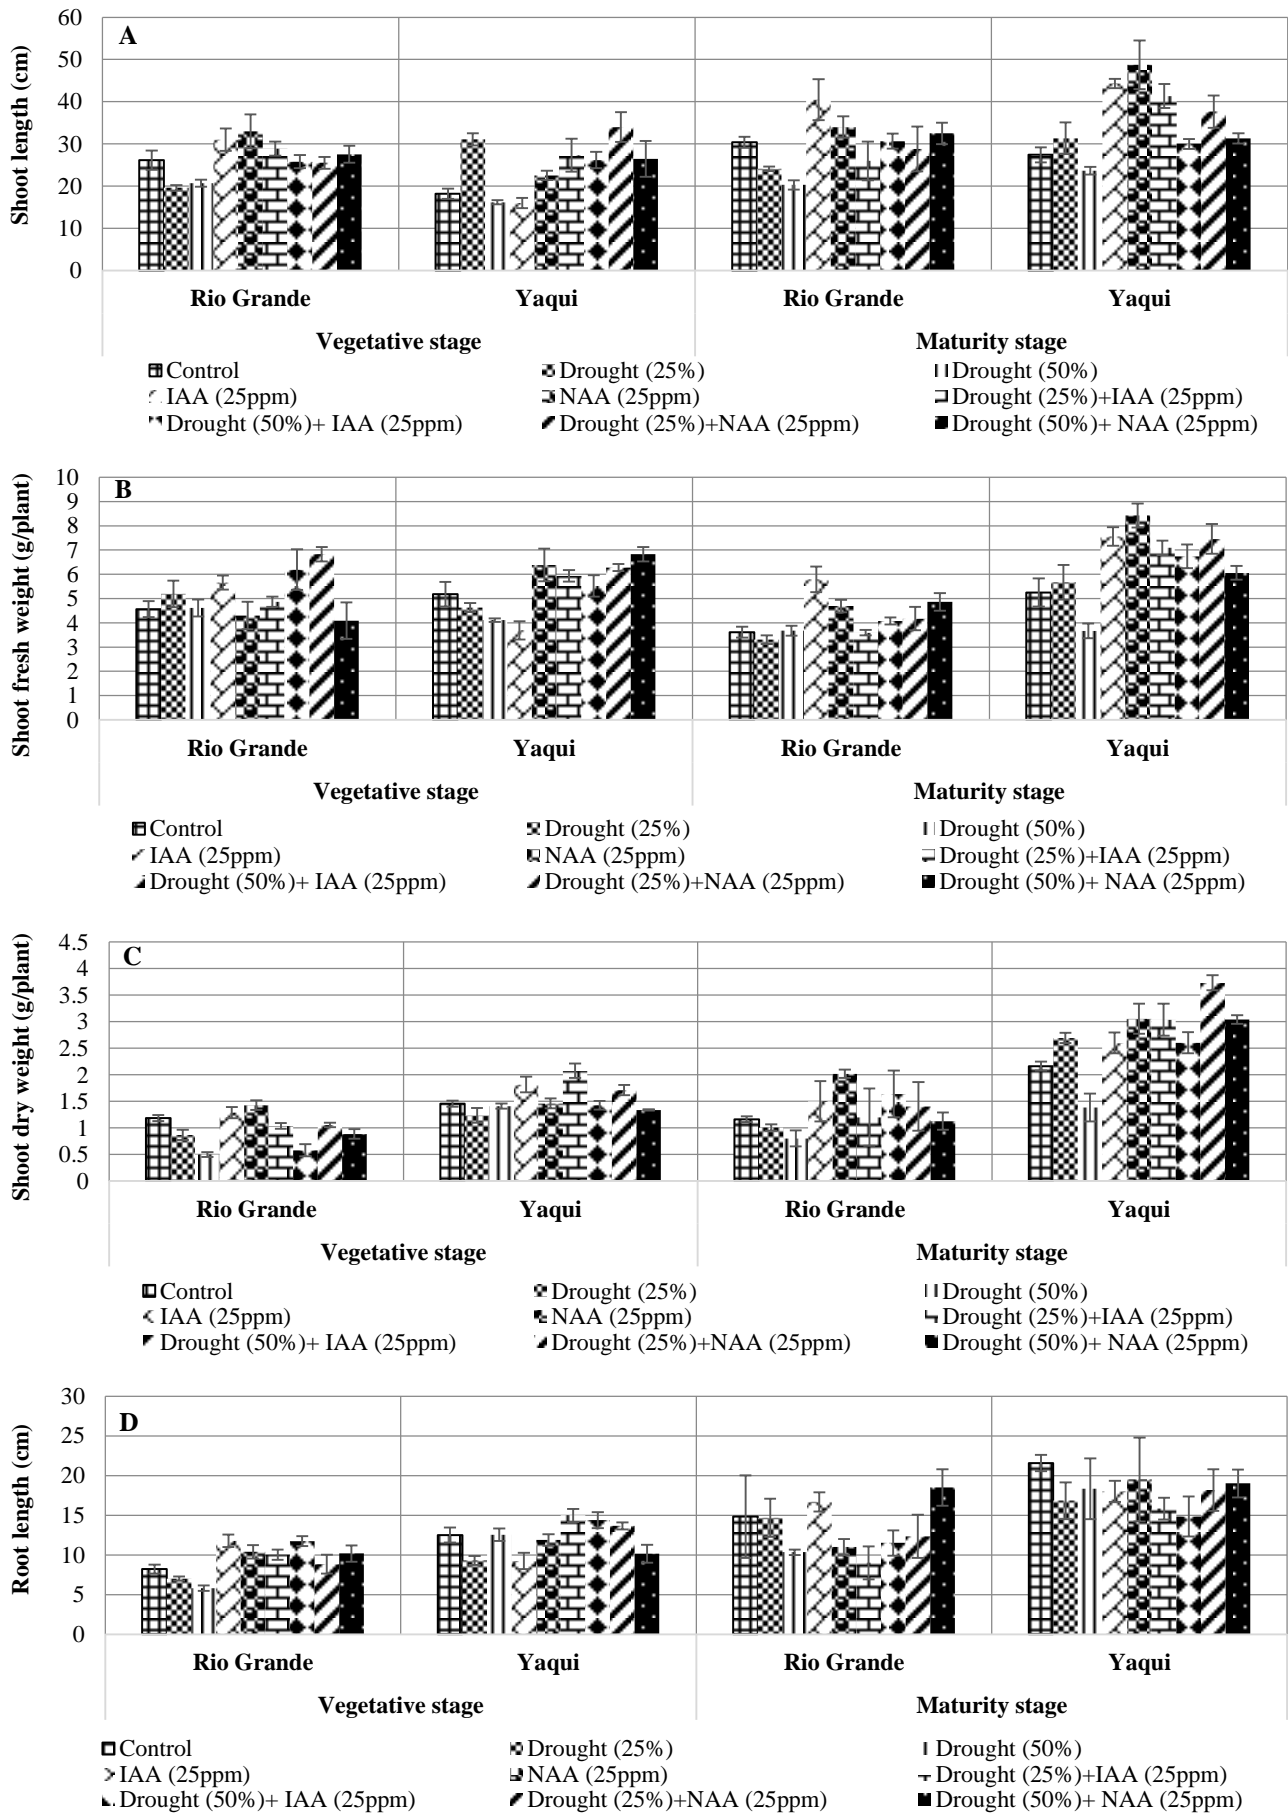 60
50
40
30
20
10
0
Shoot length (cm)
A
Rio Grande Yaqui Rio Grande Yaqui
Vegetative stage Maturity stage
Control Drought (25%) Drought (50%)
IAA (25ppm) NAA (25ppm) Drought (25%)+IAA (25ppm)
Drought (50%)+ IAA (25ppm) Drought (25%)+NAA (25ppm) Drought (50%)+ NAA (25ppm)
10
9
8
7
6
5
4
3
2
1
0
Shoot fresh weight (g/plant)
B
Rio Grande Yaqui Rio Grande Yaqui
Vegetative stage Maturity stage
Control Drought (25%) Drought (50%)
IAA (25ppm) NAA (25ppm) Drought (25%)+IAA (25ppm)
Drought (50%)+ IAA (25ppm) Drought (25%)+NAA (25ppm) Drought (50%)+ NAA (25ppm)
4.5
4
3.5
3
2.5
2
1.5
1
0.5
0
Shoot dry weight (g/plant)
C
Rio Grande Yaqui Rio Grande Yaqui
Vegetative stage Maturity stage
Control Drought (25%) Drought (50%)
IAA (25ppm) NAA (25ppm) Drought (25%)+IAA (25ppm)
Drought (50%)+ IAA (25ppm) Drought (25%)+NAA (25ppm) Drought (50%)+ NAA (25ppm)
30
25
20
15
10
5
0
Root length (cm)
D
Rio Grande Yaqui Rio Grande Yaqui
Vegetative stage Maturity stage
Control Drought (25%) Drought (50%)
IAA (25ppm) NAA (25ppm) Drought (25%)+IAA (25ppm)
Drought (50%)+ IAA (25ppm) Drought (25%)+NAA (25ppm) Drought (50%)+ NAA (25ppm)